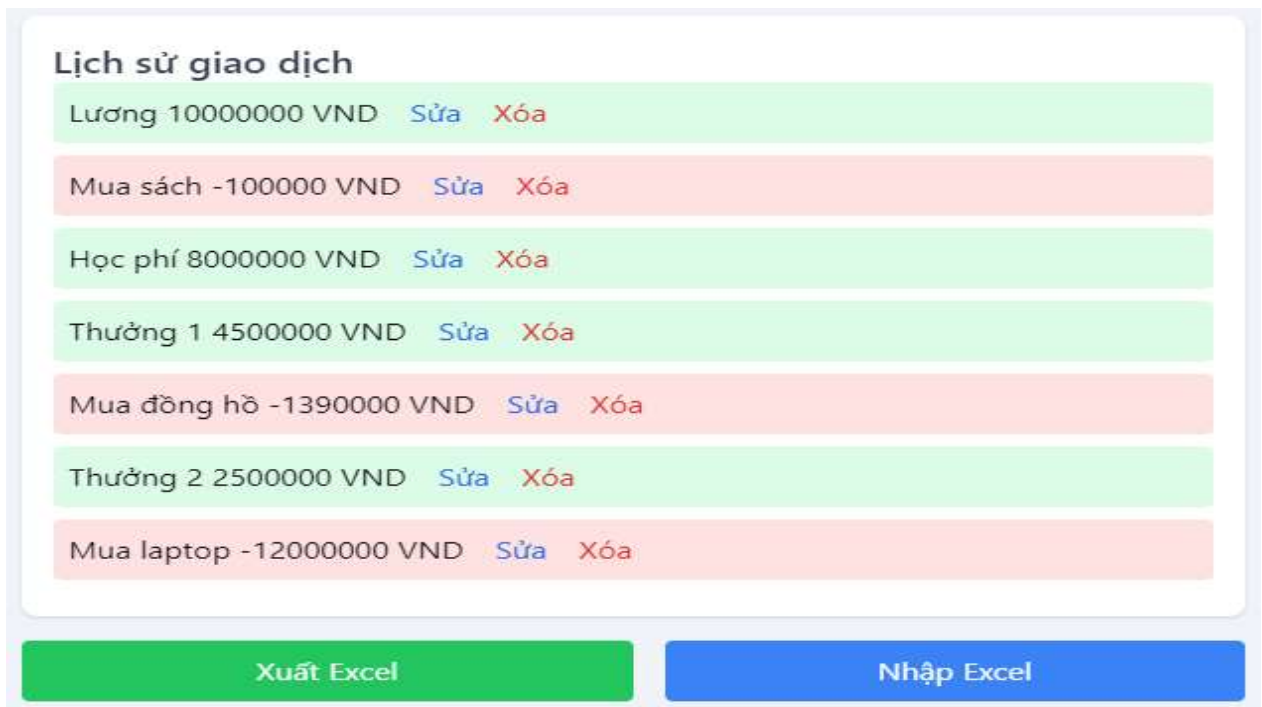 Lịch sử giao dịch
Lương 10000000 VND Sửa Xóa
Mua sách -100000 VND Sửa Xóa
Học phí 8000000 VND Sửa Xóa
Thưởng 1 4500000 VND Sửa Xóa
Mua đồng hồ -1390000 VND Sửa Xóa
Thưởng 2 2500000 VND Sửa Xóa
Mua laptop -12000000 VND Sửa Xóa
Xuất Excel Nhập Excel